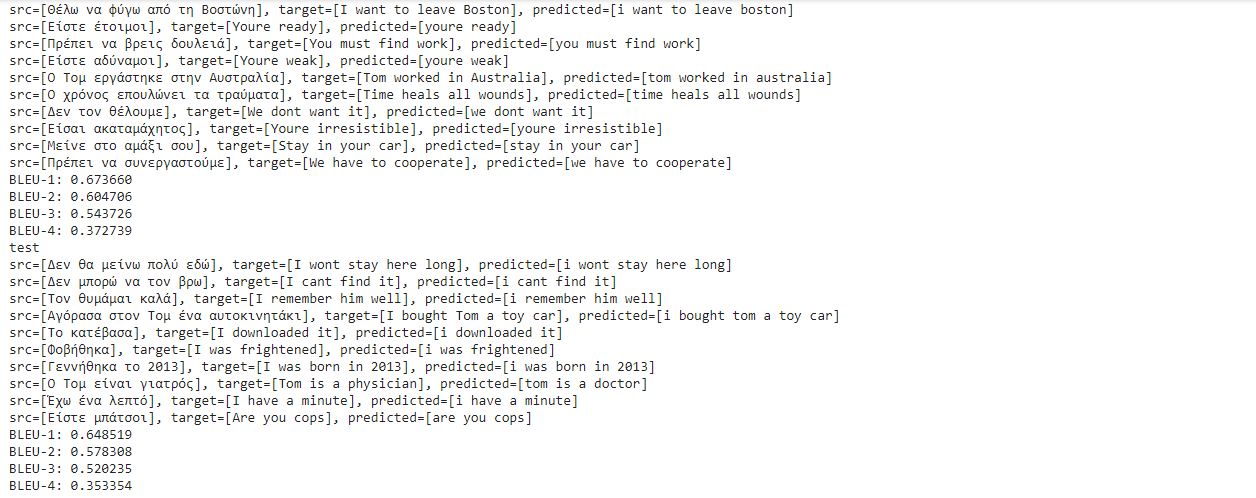 src=[Θέλω να φύγω από τη Βοστώνη], target=[I want to leave Boston], predicted=[i want to leave boston]
src=[Είστε έτοιμοι], target=[Youre ready], predicted=[youre ready]
src=[Πρέπει να βρεις δουλειά], target=[You must find work], predicted=[you must find work]
src=[Είστε αδύναμοι], target=[Youre weak], predicted=[youre weak]
src=[Ο Τομ εργάστηκε στην Αυστραλία], target=[Tom worked in Australia], predicted=[tom worked in australia]
src=[Ο χρόνος επουλώνει τα τραύματα], target=[Time heals all wounds], predicted=[time heals all wounds]
src=[Δεν τον θέλουμε], target=[We dont want it], predicted=[we dont want it]
src=[Είσαι ακαταμάχητος], target=[Youre irresistible], predicted=[youre irresistible]
src=[Μείνε στο αμάξι σου], target=[Stay in your car], predicted=[stay in your car]
src=[Πρέπει να συνεργαστούμε], target=[We have to cooperate], predicted=[we have to cooperate]
BLEU-1: 0.673660
BLEU-2: 0.604706
BLEU-3: 0.543726
BLEU-4: 0.372739
test
src=[Δεν θα μείνω πολύ εδώ], target=[I wont stay here long], predicted=[i wont stay here long]
src=[Δεν μπορώ να τον βρω], target=[I cant find it], predicted=[i cant find it]
src=[Τον θυμάμαι καλά], target=[I remember him well], predicted=[i remember him well]
src=[Αγόρασα στον Τομ ένα αυτοκινητάκι], target=[I bought Tom a toy car], predicted=[i bought tom a toy car]
src=[Το κατέβασα], target=[I downloaded it], predicted=[i downloaded it]
src=[Φοβήθηκα], target=[I was frightened], predicted=[i was frightened]
src=[Γεννήθηκα το 2013], target=[I was born in 2013], predicted=[i was born in 2013]
src=[Ο Τομ είναι γιατρός], target=[Tom is a physician], predicted=[tom is a doctor]
src=[Έχω ένα λεπτό], target=[I have a minute], predicted=[i have a minute]
src=[Είστε μπάτσοι], target=[Are you cops], predicted=[are you cops]
BLEU-1: 0.648519
BLEU-2: 0.578308
BLEU-3: 0.520235
BLEU-4: 0.353354